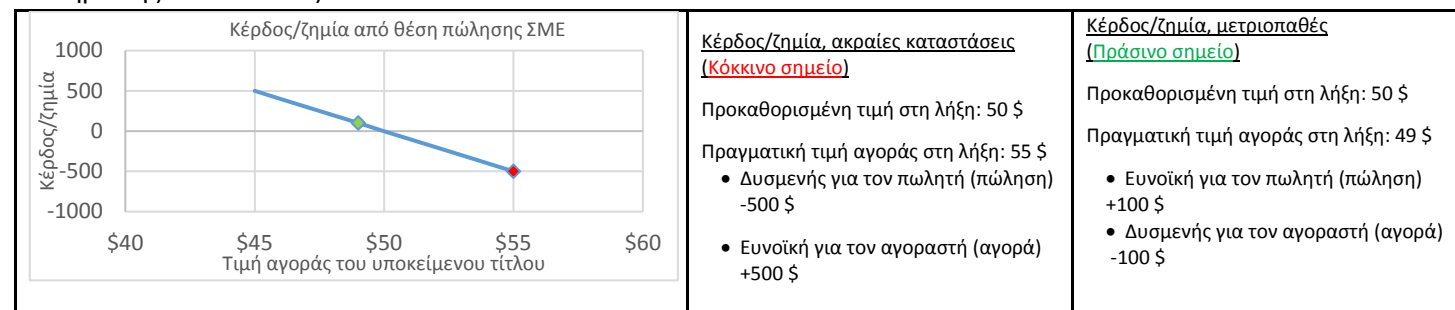 Κέρδος/ζημία από θέση πώλησης ΣΜΕ
Κέρδος/ζημία
1000
500
0
-500
-1000
$40
$45
$50
$55
$60
Τιμή αγοράς του υποκείμενου τίτλου
Κέρδος/ζημία, ακραίες καταστάσεις
(Κόκκινο σημείο)
Προκαθορισμένη τιμή στη λήξη: 50 $
Πραγματική τιμή αγοράς στη λήξη: 55 $
• Δυσμενής για τον πωλητή (πώληση)
-500 $
• Ευνοϊκή για τον αγοραστή (αγορά)
+500 $
Κέρδος/ζημία, μετριοπαθές
(Πράσινο σημείο)
Προκαθορισμένη τιμή στη λήξη: 50 $
Πραγματική τιμή αγοράς στη λήξη: 49 $
• Ευνοϊκή για τον πωλητή (πώληση)
+100 $
• Δυσμενής για τον αγοραστή (αγορά)
-100 $